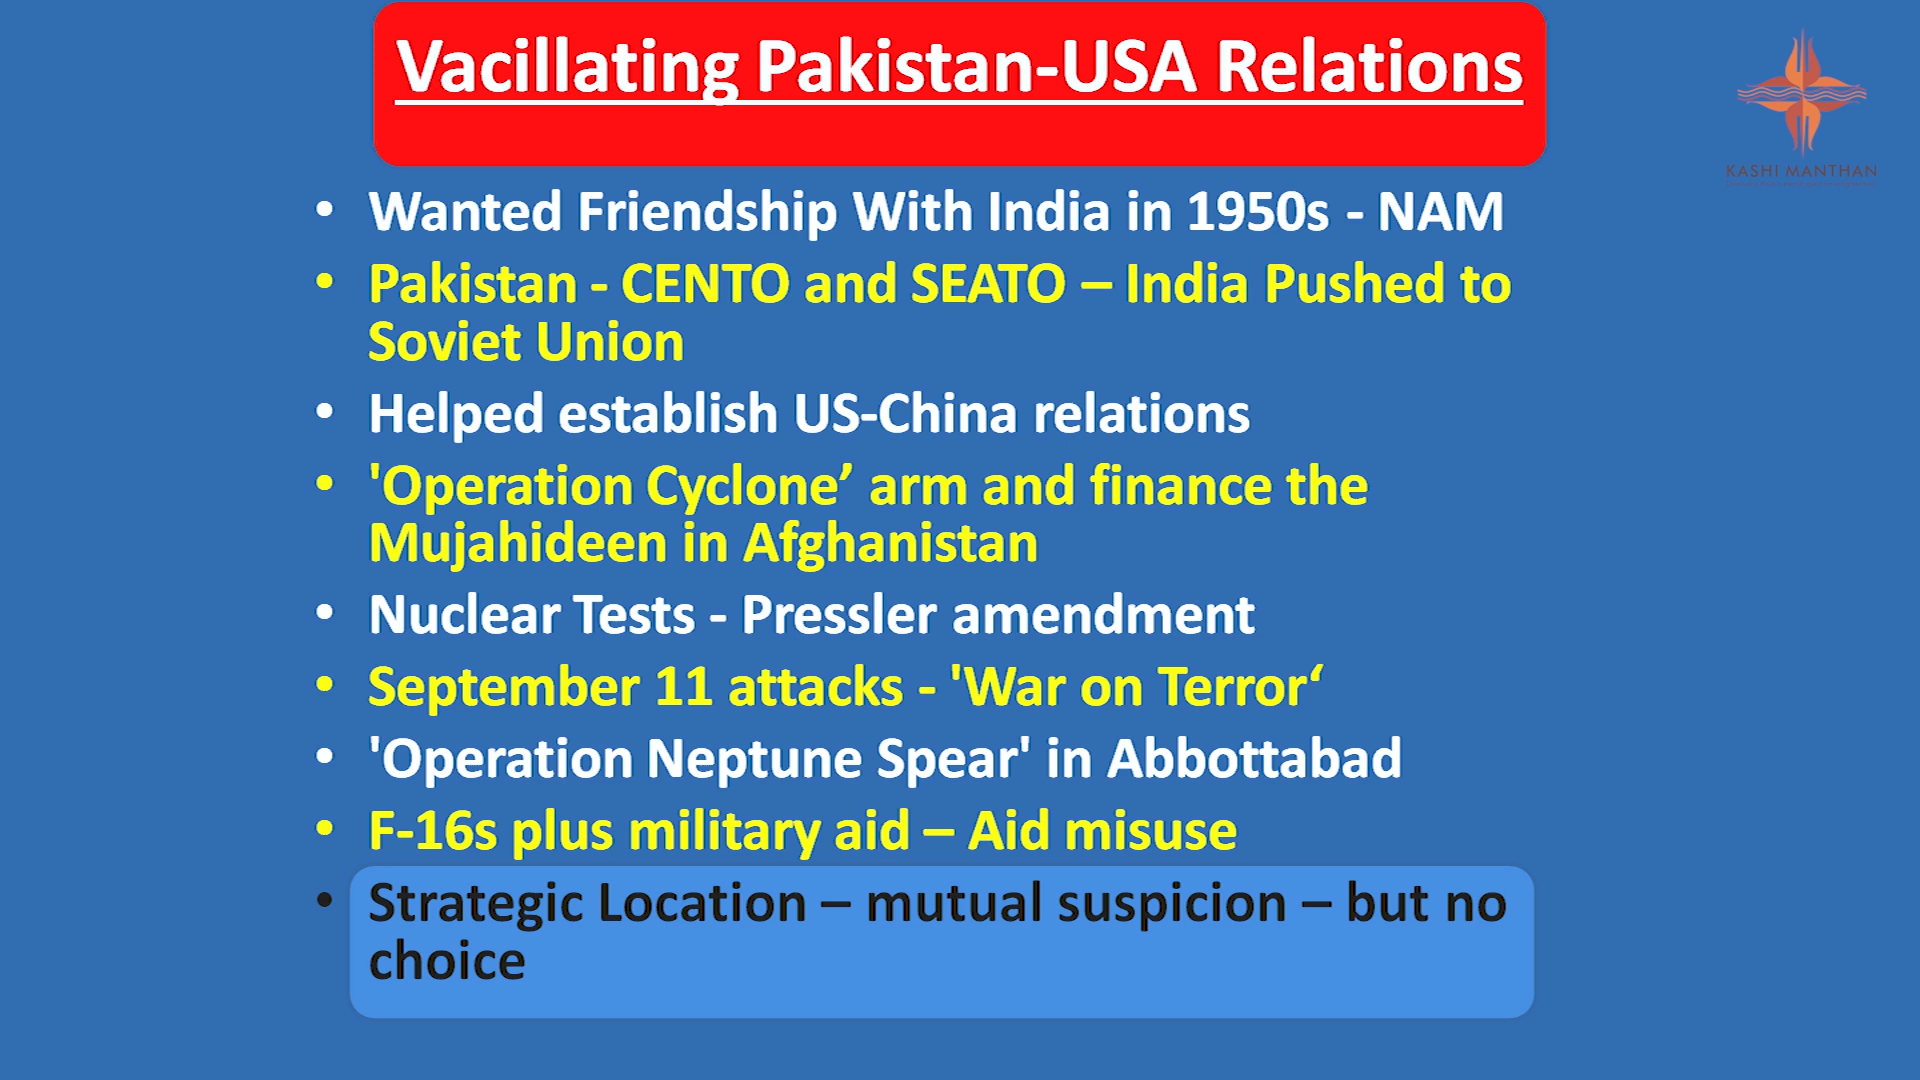 Vacillating Pakistan-USA Relations
KASHI MANTHAN
• Wanted Friendship With India in 1950s - NAM
• Pakistan - CENTO and SEATO – India Pushed to
Soviet Union
• Helped establish US-China relations
• 'Operation Cyclone’ arm and finance the
Mujahideen in Afghanistan
• Nuclear Tests - Pressler amendment
• September 11 attacks - 'War on Terror‘
• 'Operation Neptune Spear' in Abbottabad
• F-16s plus military aid – Aid misuse
• Strategic Location – mutual suspicion – but no
choice